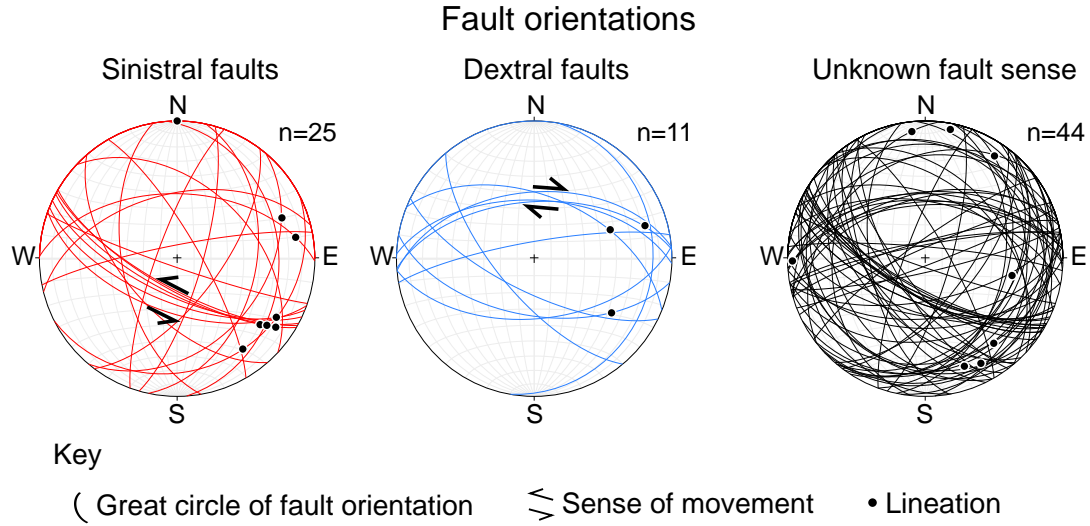 Fault orientations
Sinistral faults
Dextral faults
Unknown fault sense
N
n=25
N
n=11
N
n=44
W
E
W
E
W
E
S
S
S
Key
Great circle of fault orientation
Sense of movement
Lineation